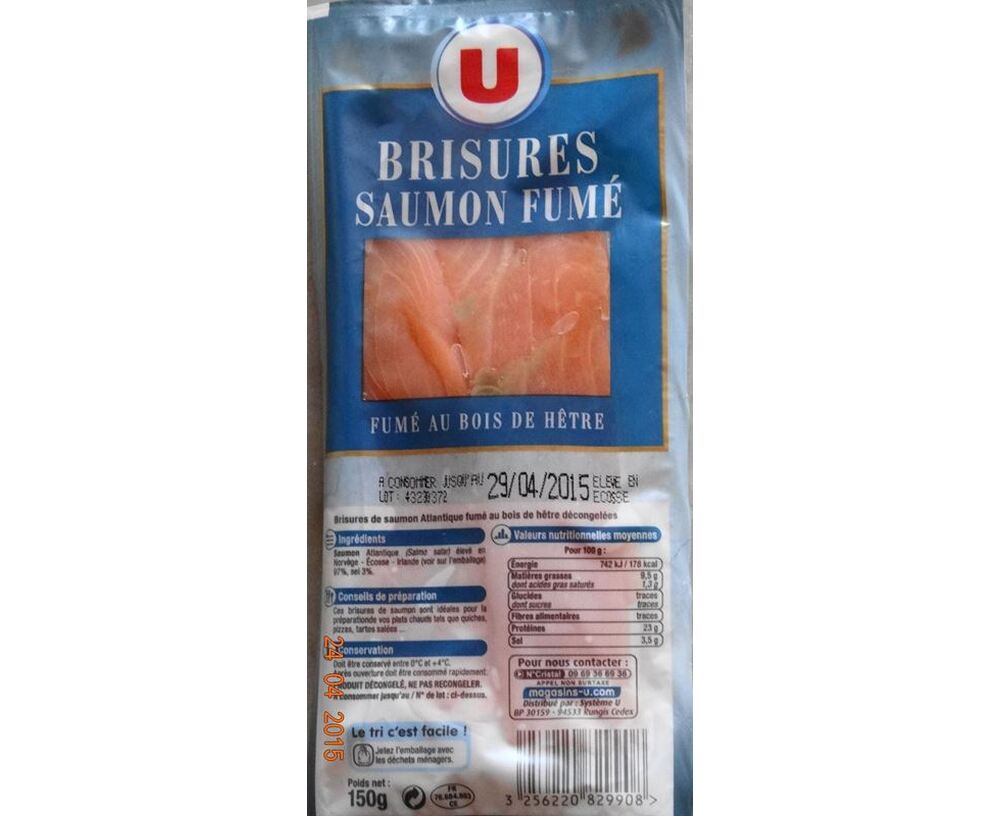 U
BRISURES
SAUMON FUMÉ
FUMÉ AU BOIS DE HÊTRE
A CONSOMMER JUSQU'AU 29/04/2015 ELEVE EN
LOT : ECOSSE
Brisures de saumon Atlantique fumé au bois de hêtre décongelées
Ingrédients
Saumon Atlantique (Salmo salar) élevé en
Norvège - Ecosse - Irlande (voir sur l'emballage)
97%, sel 3%.
Conseils de préparation
Ces brisures de saumon sont idéales pour la
préparationde vos plats chauds tels que quiches,
pizzas, tartes salées ...
Conservation
Doit être conservé entre 0°C et +4°C.
Après ouverture doit être consommé rapidement.
PRODUIT DÉCONGELÉ, NE PAS RECONGELER.
A consommer jusqu'au / N° de lot : ci-dessus.
Valeurs nutritionnelles moyennes
Pour 100 g :
Energie 742 kJ / 178 kcal
Matières grasses 9,5 g
dont acides gras saturés 1,3 g
Glucides traces
dont sucres traces
Fibres alimentaires traces
Protéines 23 g
Sel 3,5 g
Pour nous contacter :
N°Cristal 09 69 36 69 36
APPEL NON SURTAXE
magasins-u.com
Distribué par : Système U
BP 30159 - 94533 Rungis Cedex
Le tri c'est facile !
Jetez l'emballage avec
les déchets ménagers.
Poids net :
150g
FR
CE
3 256220 829908 >
24 04 2015